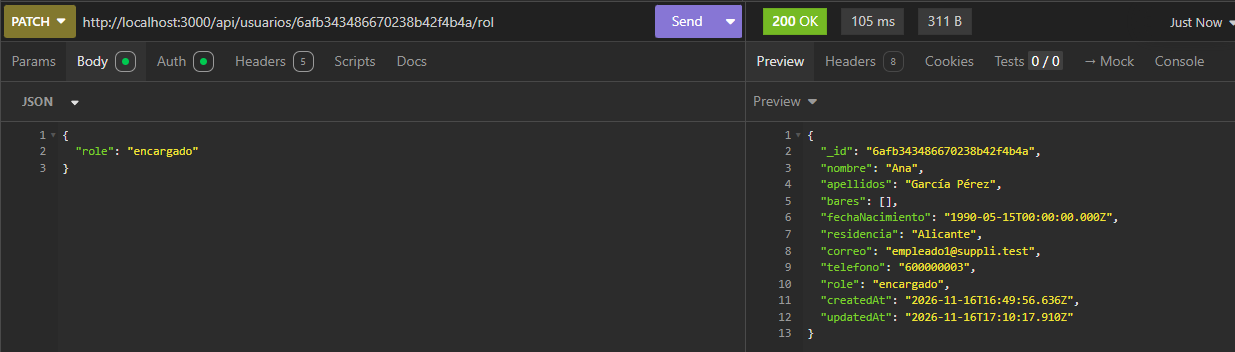 PATCH http://localhost:3000/api/usuarios/6afb343486670238b42f4b4a/rol Send 200 OK 105 ms 311 B Just Now
Params Body Auth Headers 5 Scripts Docs
Preview Headers 8 Cookies Tests 0 / 0 → Mock Console
JSON
Preview
1 {
2 "role": "encargado"
3 }
1 {
2 "_id": "6afb343486670238b42f4b4a",
3 "nombre": "Ana",
4 "apellidos": "García Pérez",
5 "bares": [],
6 "fechaNacimiento": "1990-05-15T00:00:00.000Z",
7 "residencia": "Alicante",
8 "correo": "empleado1@suppli.test",
9 "telefono": "600000003",
10 "role": "encargado",
11 "createdAt": "2026-11-16T16:49:56.636Z",
12 "updatedAt": "2026-11-16T17:10:17.910Z"
13 }